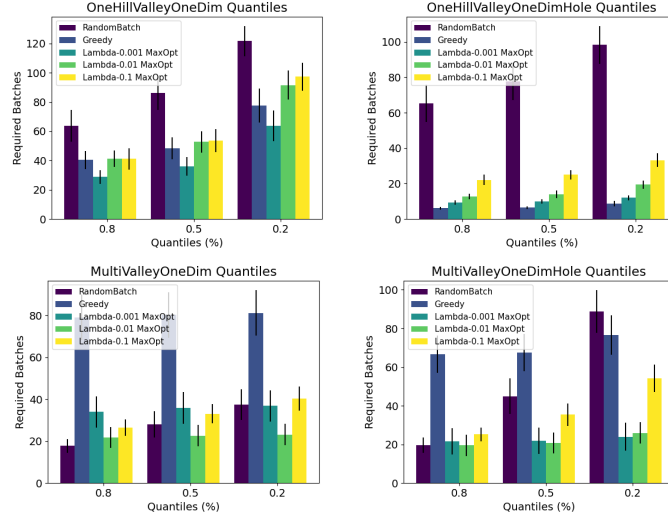 OneHillValleyOneDim Quantiles
RandomBatch
Greedy
Lambda-0.001 MaxOpt
Lambda-0.01 MaxOpt
Lambda-0.1 MaxOpt
Required Batches
120
100
80
60
40
20
0
0.8
0.5
0.2
Quantiles (%)
OneHillValleyOneDimHole Quantiles
RandomBatch
Greedy
Lambda-0.001 MaxOpt
Lambda-0.01 MaxOpt
Lambda-0.1 MaxOpt
Required Batches
100
80
60
40
20
0
0.8
0.5
0.2
Quantiles (%)
MultiValleyOneDim Quantiles
RandomBatch
Greedy
Lambda-0.001 MaxOpt
Lambda-0.01 MaxOpt
Lambda-0.1 MaxOpt
Required Batches
80
60
40
20
0
0.8
0.5
0.2
Quantiles (%)
MultiValleyOneDimHole Quantiles
RandomBatch
Greedy
Lambda-0.001 MaxOpt
Lambda-0.01 MaxOpt
Lambda-0.1 MaxOpt
Required Batches
100
80
60
40
20
0
0.8
0.5
0.2
Quantiles (%)